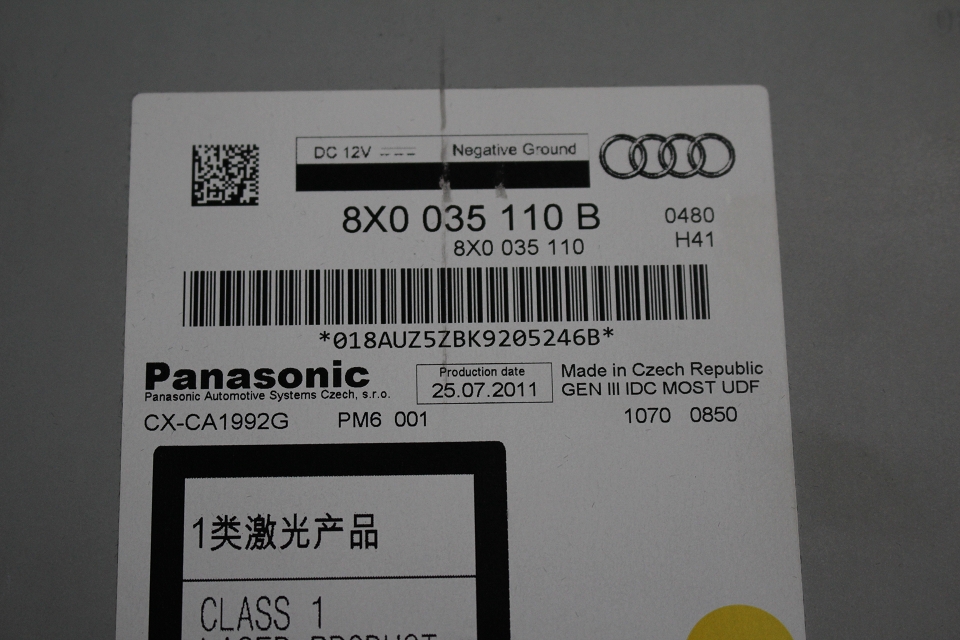 DC 12V Negative Ground
8X0 035 110 B 0480
8X0 035 110 H41
*018AUZ5ZBK9205246B*
Panasonic
Panasonic Automotive Systems Czech, s.r.o.
Production date
25.07.2011
Made in Czech Republic
GEN III IDC MOST UDF
CX-CA1992G PM6 001 1070 0850
1类激光产品
CLASS 1
LASER PRODUCT